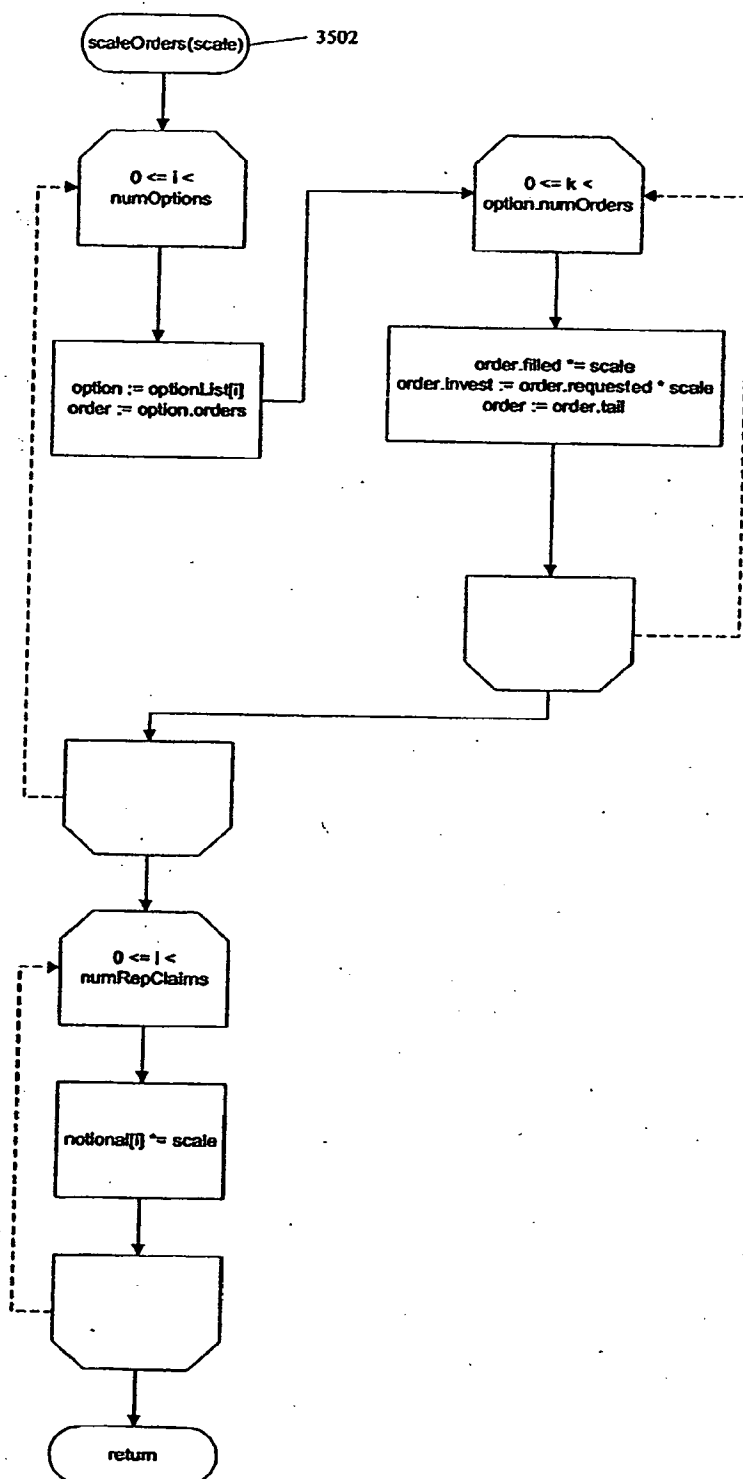 scaleOrders(scale)
3502
0 <= i <
numOptions
0 <= k <
option.numOrders
option := optionList[i]
order := option.orders
order.filled *= scale
order.invest := order.requested * scale
order := order.tail
0 <= i <
numRepClaims
notional[i] *= scale
return